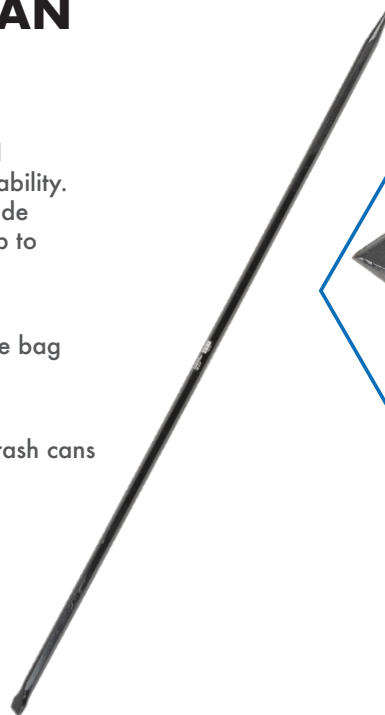 AN
ability.
de
o to
e bag
rash cans